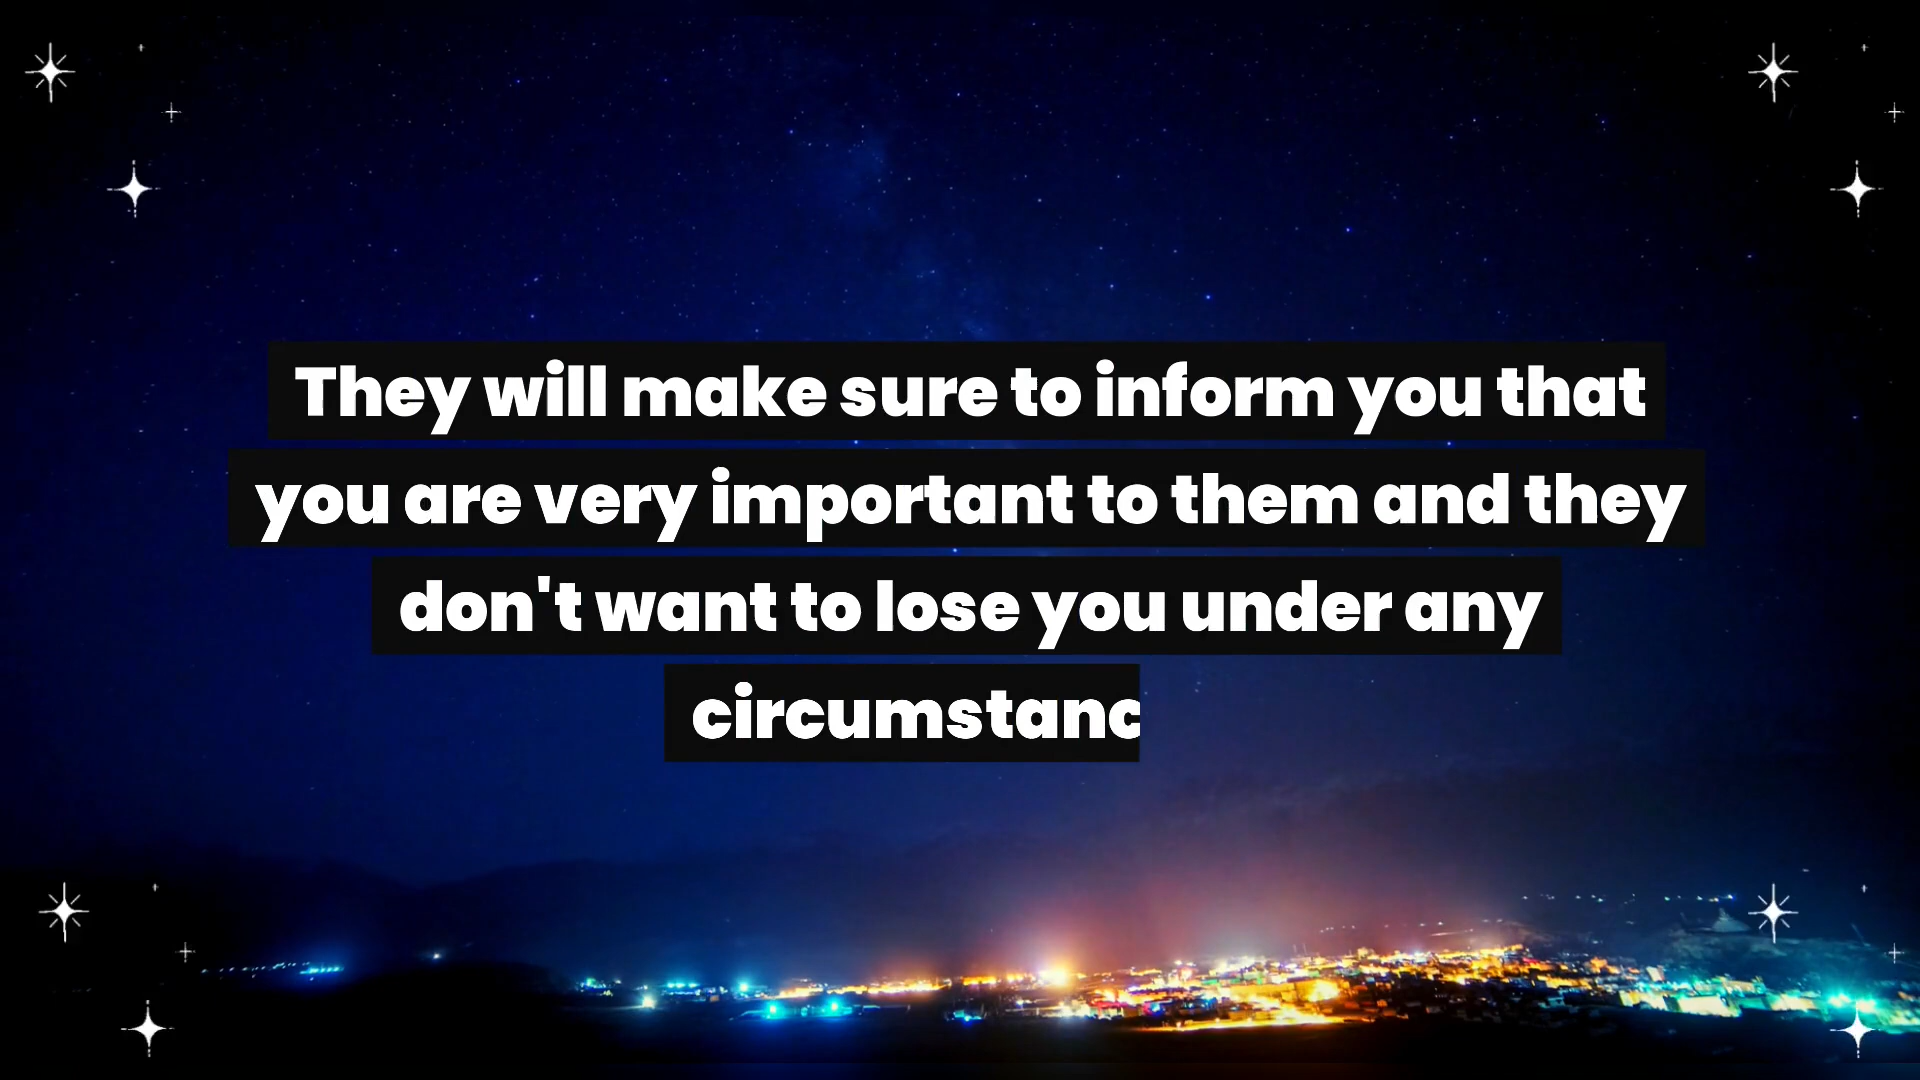 They will make sure to inform you that
you are very important to them and they
don't want to lose you under any
circumstanc